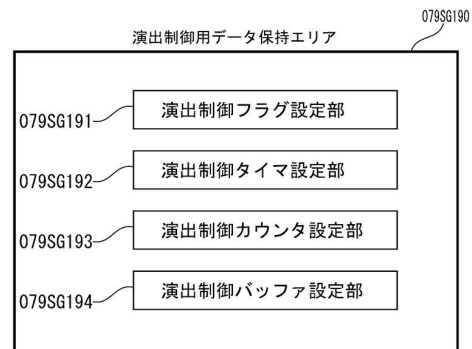 079SG190
演出制御用データ保持エリア
079SG191
演出制御フラグ設定部
079SG192
演出制御タイマ設定部
079SG193
演出制御カウンタ設定部
079SG194
演出制御バッファ設定部